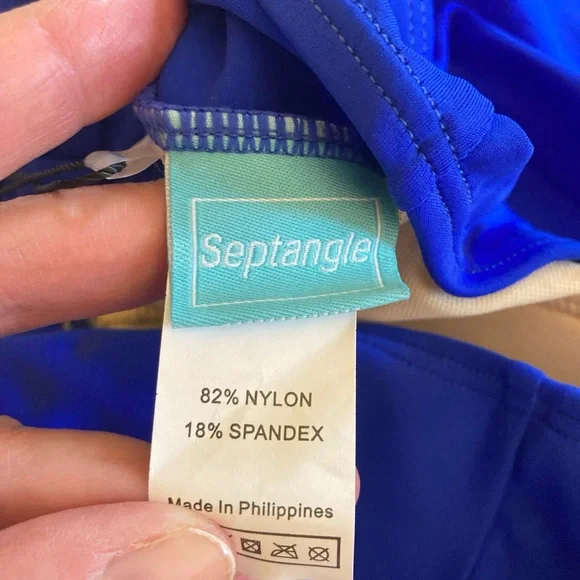 Septangle
82% NYLON
18% SPANDEX
Made In Philippines